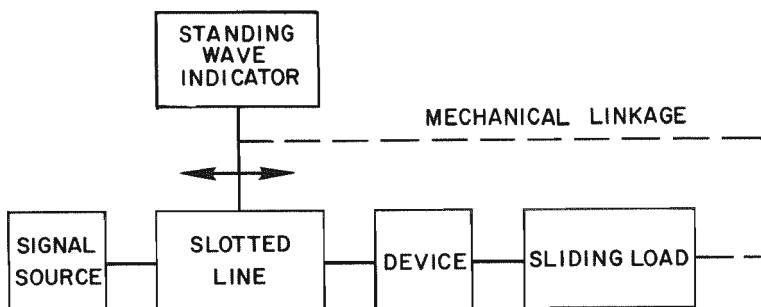 STANDING
WAVE
INDICATOR
MECHANICAL LINKAGE
SIGNAL
SOURCE
SLOTTED
LINE
DEVICE
SLIDING LOAD